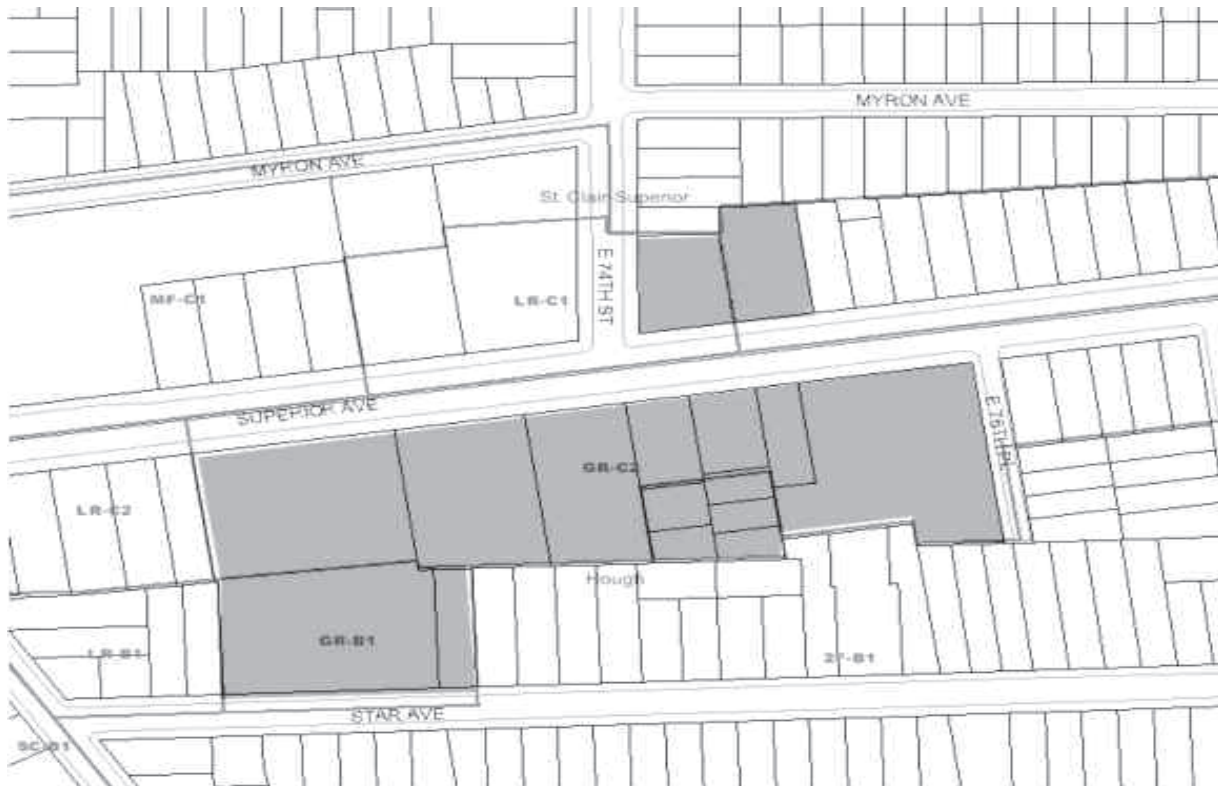 MYRON AVE
MYRON AVE
St. Clair-Superior
E 74TH ST
MF-C1
LR-C1
SUPERIOR AVE
E 76TH PL
GR-C2
LR-C2
Hough
GR-B1
LR-B1
2F-B1
STAR AVE
SC-B1